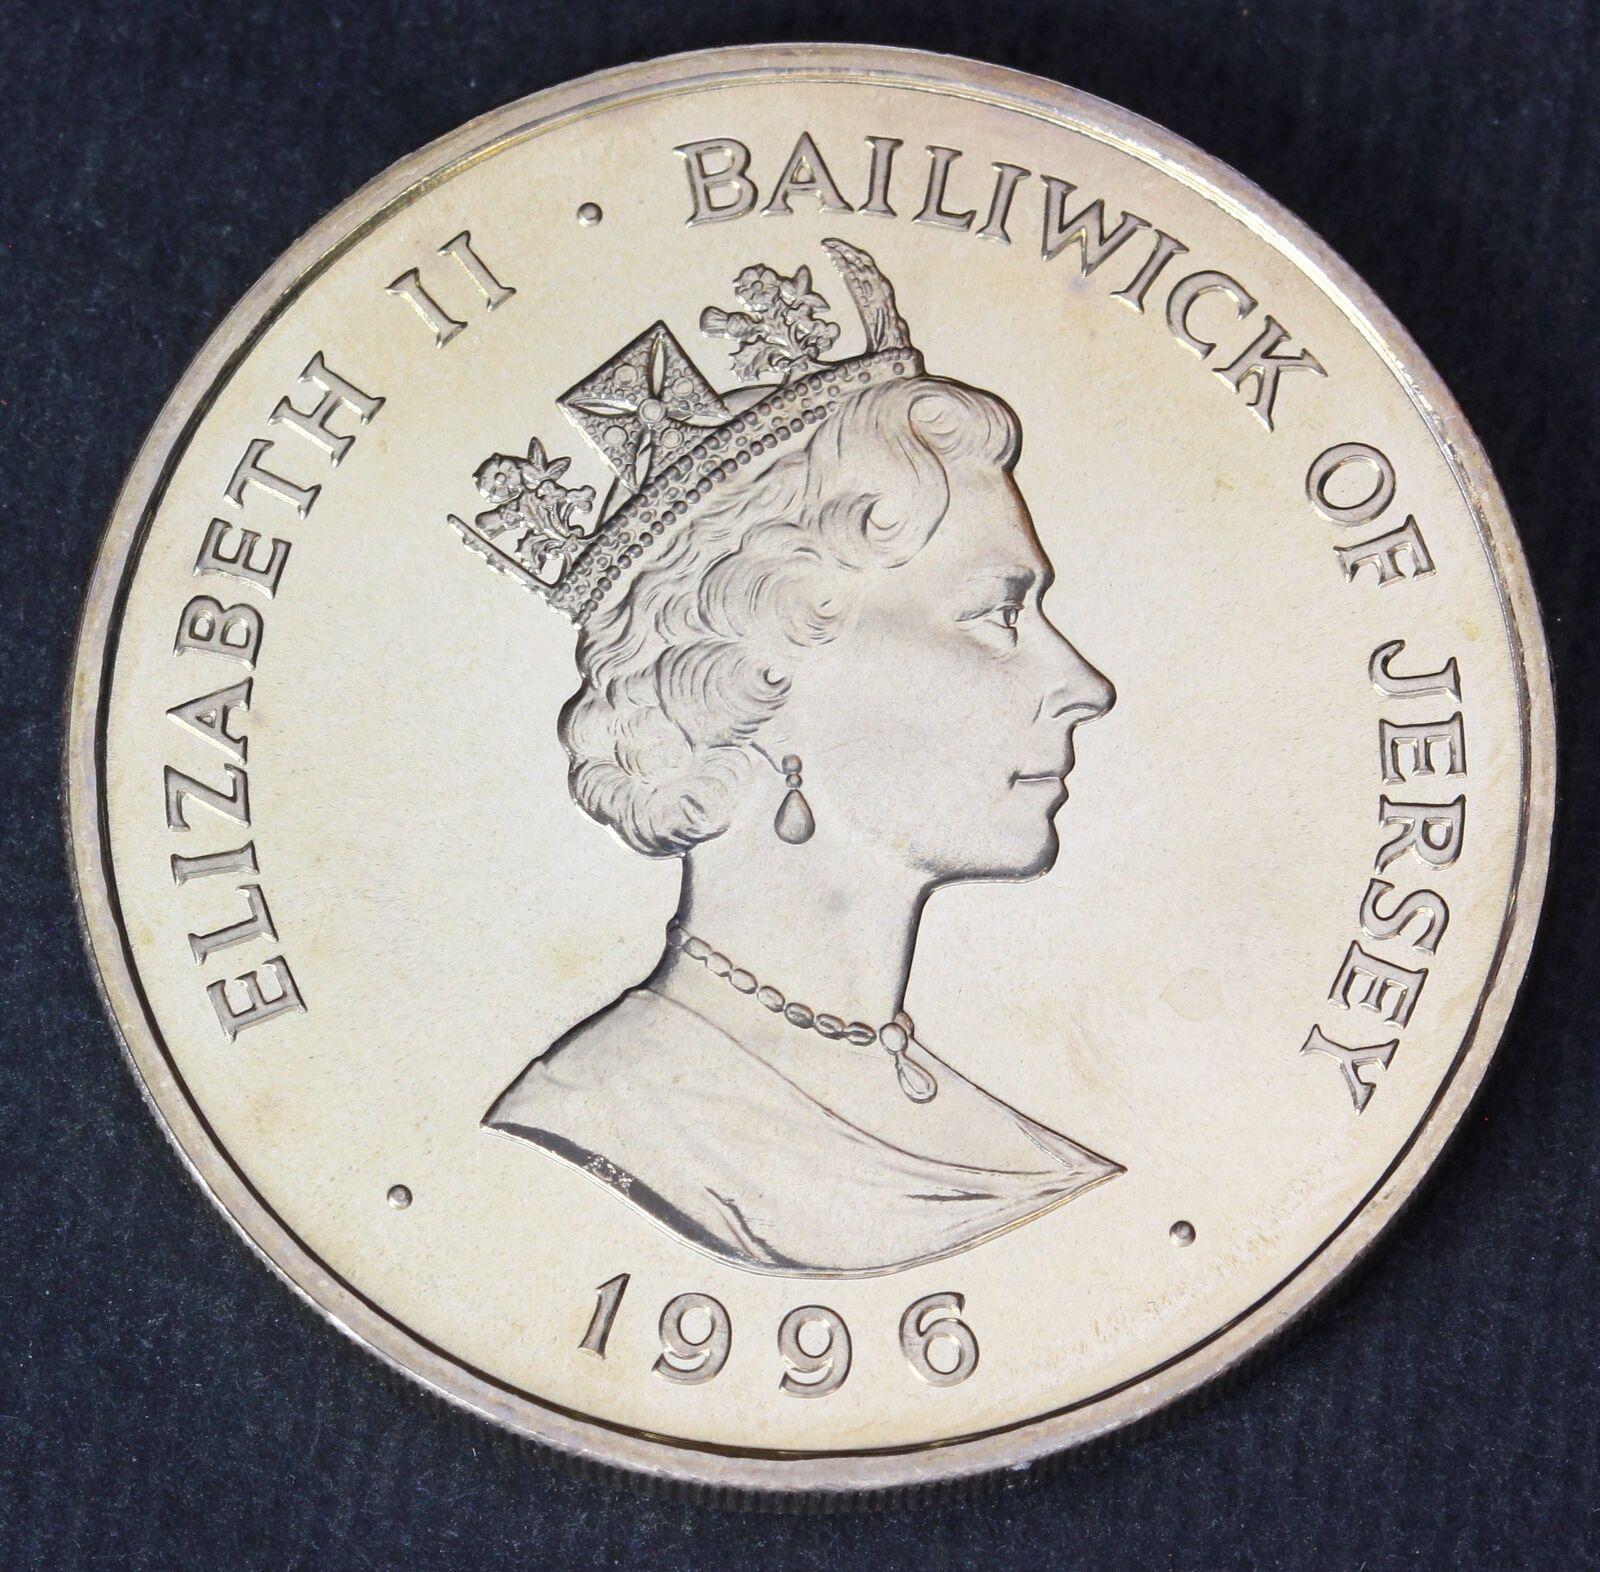 ELIZABETH II · BAILIWICK OF JERSEY
· 1996 ·